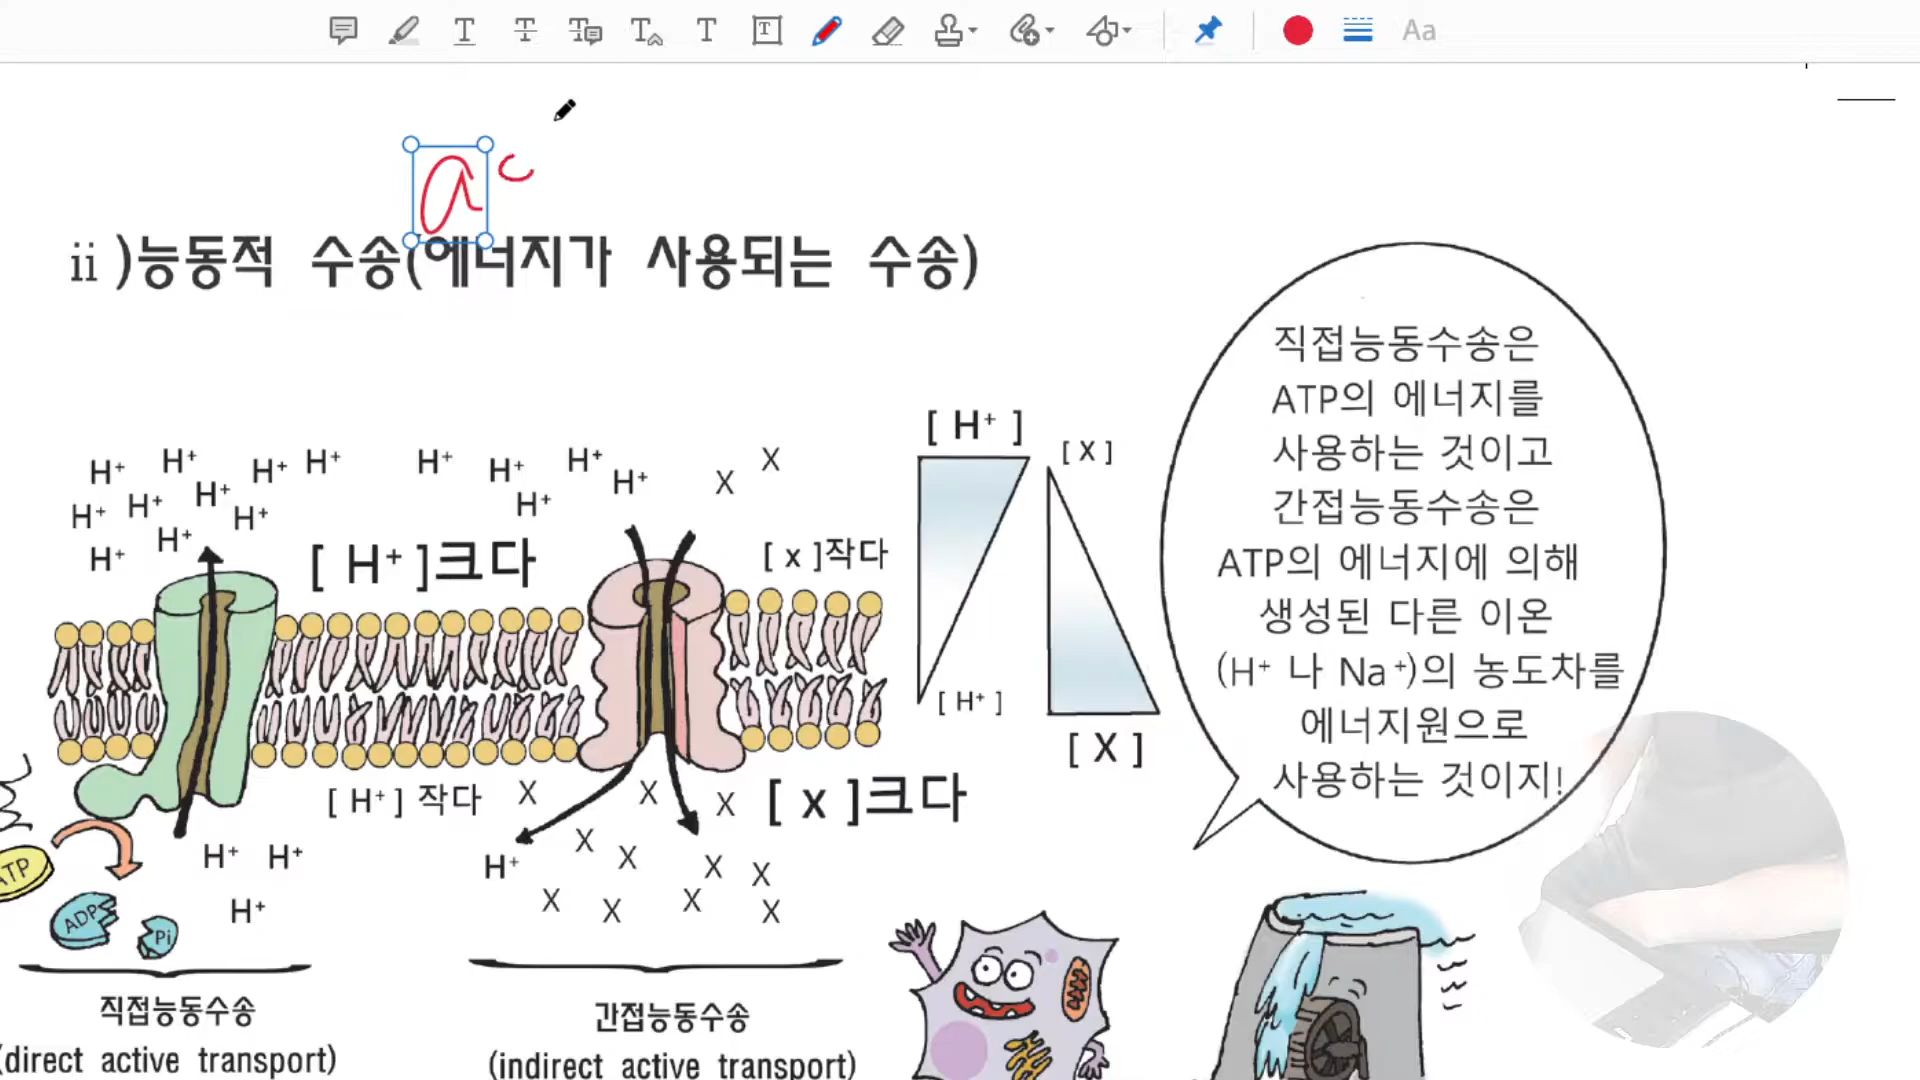 ac
ii )능동적 수송(에너지가 사용되는 수송)
직접능동수송은
ATP의 에너지를
사용하는 것이고
간접능동수송은
ATP의 에너지에 의해
생성된 다른 이온
(H⁺ 나 Na⁺)의 농도차를
에너지원으로
사용하는 것이지!
[ H⁺ ]
[ X ]
H⁺ H⁺ H⁺ H⁺ H⁺ H⁺ H⁺ X X
H⁺ H⁺ H⁺ H⁺ H⁺ H⁺
H⁺ H⁺
[ H⁺ ]크다
[ x ]작다
[ H⁺ ]
[ X ]
[ H⁺ ] 작다
[ x ]크다
X X X
X X X X
H⁺
X X X X
ATP
ADP
Pi
H⁺ H⁺
H⁺
직접능동수송
(direct active transport)
간접능동수송
(indirect active transport)
T T T T T T
Aa